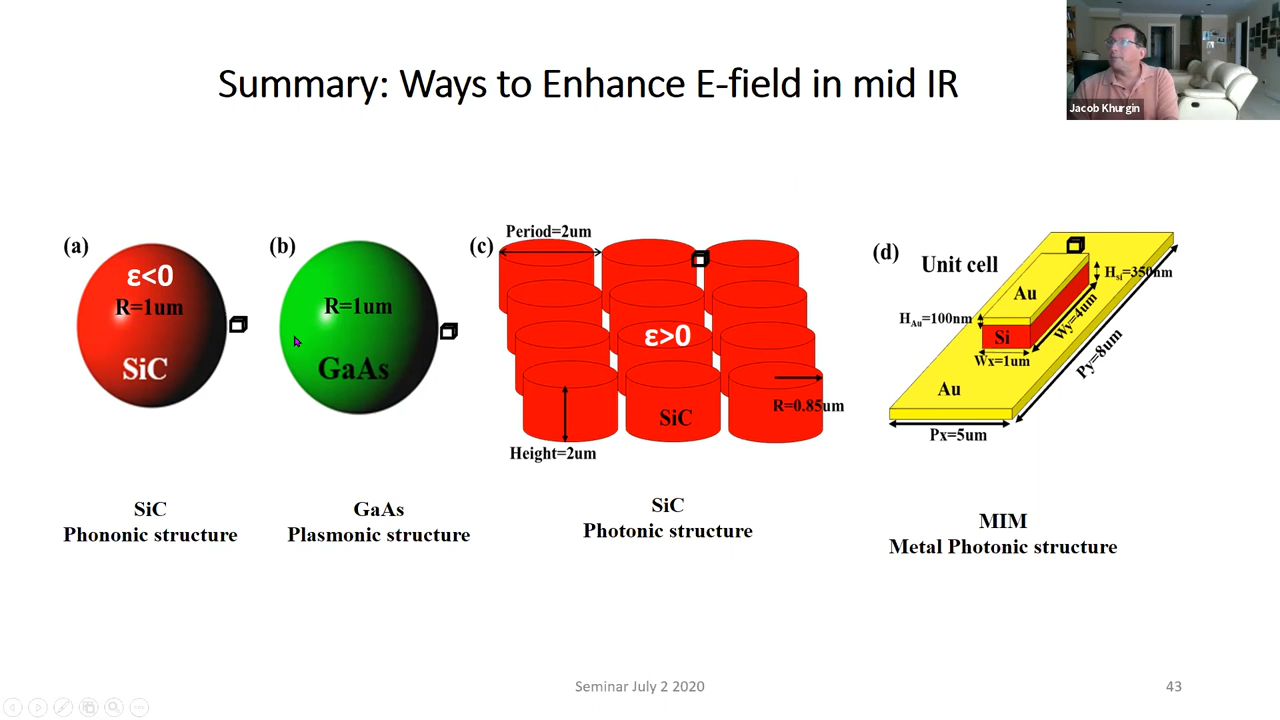 Summary: Ways to Enhance E-field in mid IR
Jacob Khurgin
(a)
ε<0
R=1um
SiC
(b)
R=1um
GaAs
(c)
Period=2um
ε>0
SiC
R=0.85um
Height=2um
(d)
Unit cell
Au
HSi=350nm
HAu=100nm
Si
Wy=4um
Wx=1um
Au
Py=8um
Px=5um
SiC
Phononic structure
GaAs
Plasmonic structure
SiC
Photonic structure
MIM
Metal Photonic structure
Seminar July 2 2020
43